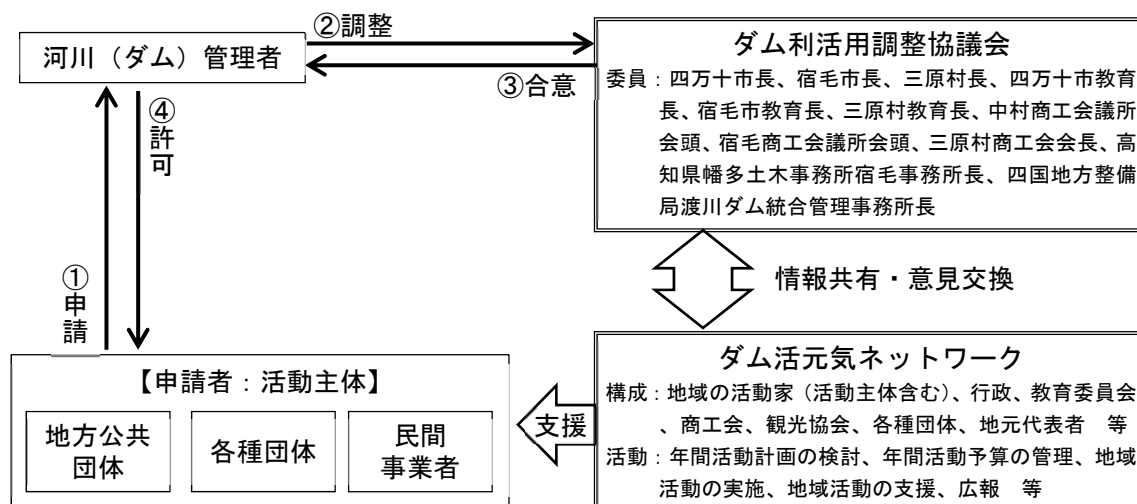 ②調整
河川（ダム）管理者
③合意
ダム利活用調整協議会
委員：四万十市長、宿毛市長、三原村長、四万十市教育
長、宿毛市教育長、三原村教育長、中村商工会議所
会頭、宿毛商工会議所会頭、三原村商工会会長、高
知県幡多土木事務所宿毛事務所長、四国地方整備
局渡川ダム統合管理事務所長
④許可
①申請
情報共有・意見交換
【申請者：活動主体】
地方公共
団体
各種団体
民間
事業者
支援
ダム活元気ネットワーク
構成：地域の活動家（活動主体含む）、行政、教育委員会
、商工会、観光協会、各種団体、地元代表者　等
活動：年間活動計画の検討、年間活動予算の管理、地域
活動の実施、地域活動の支援、広報　等